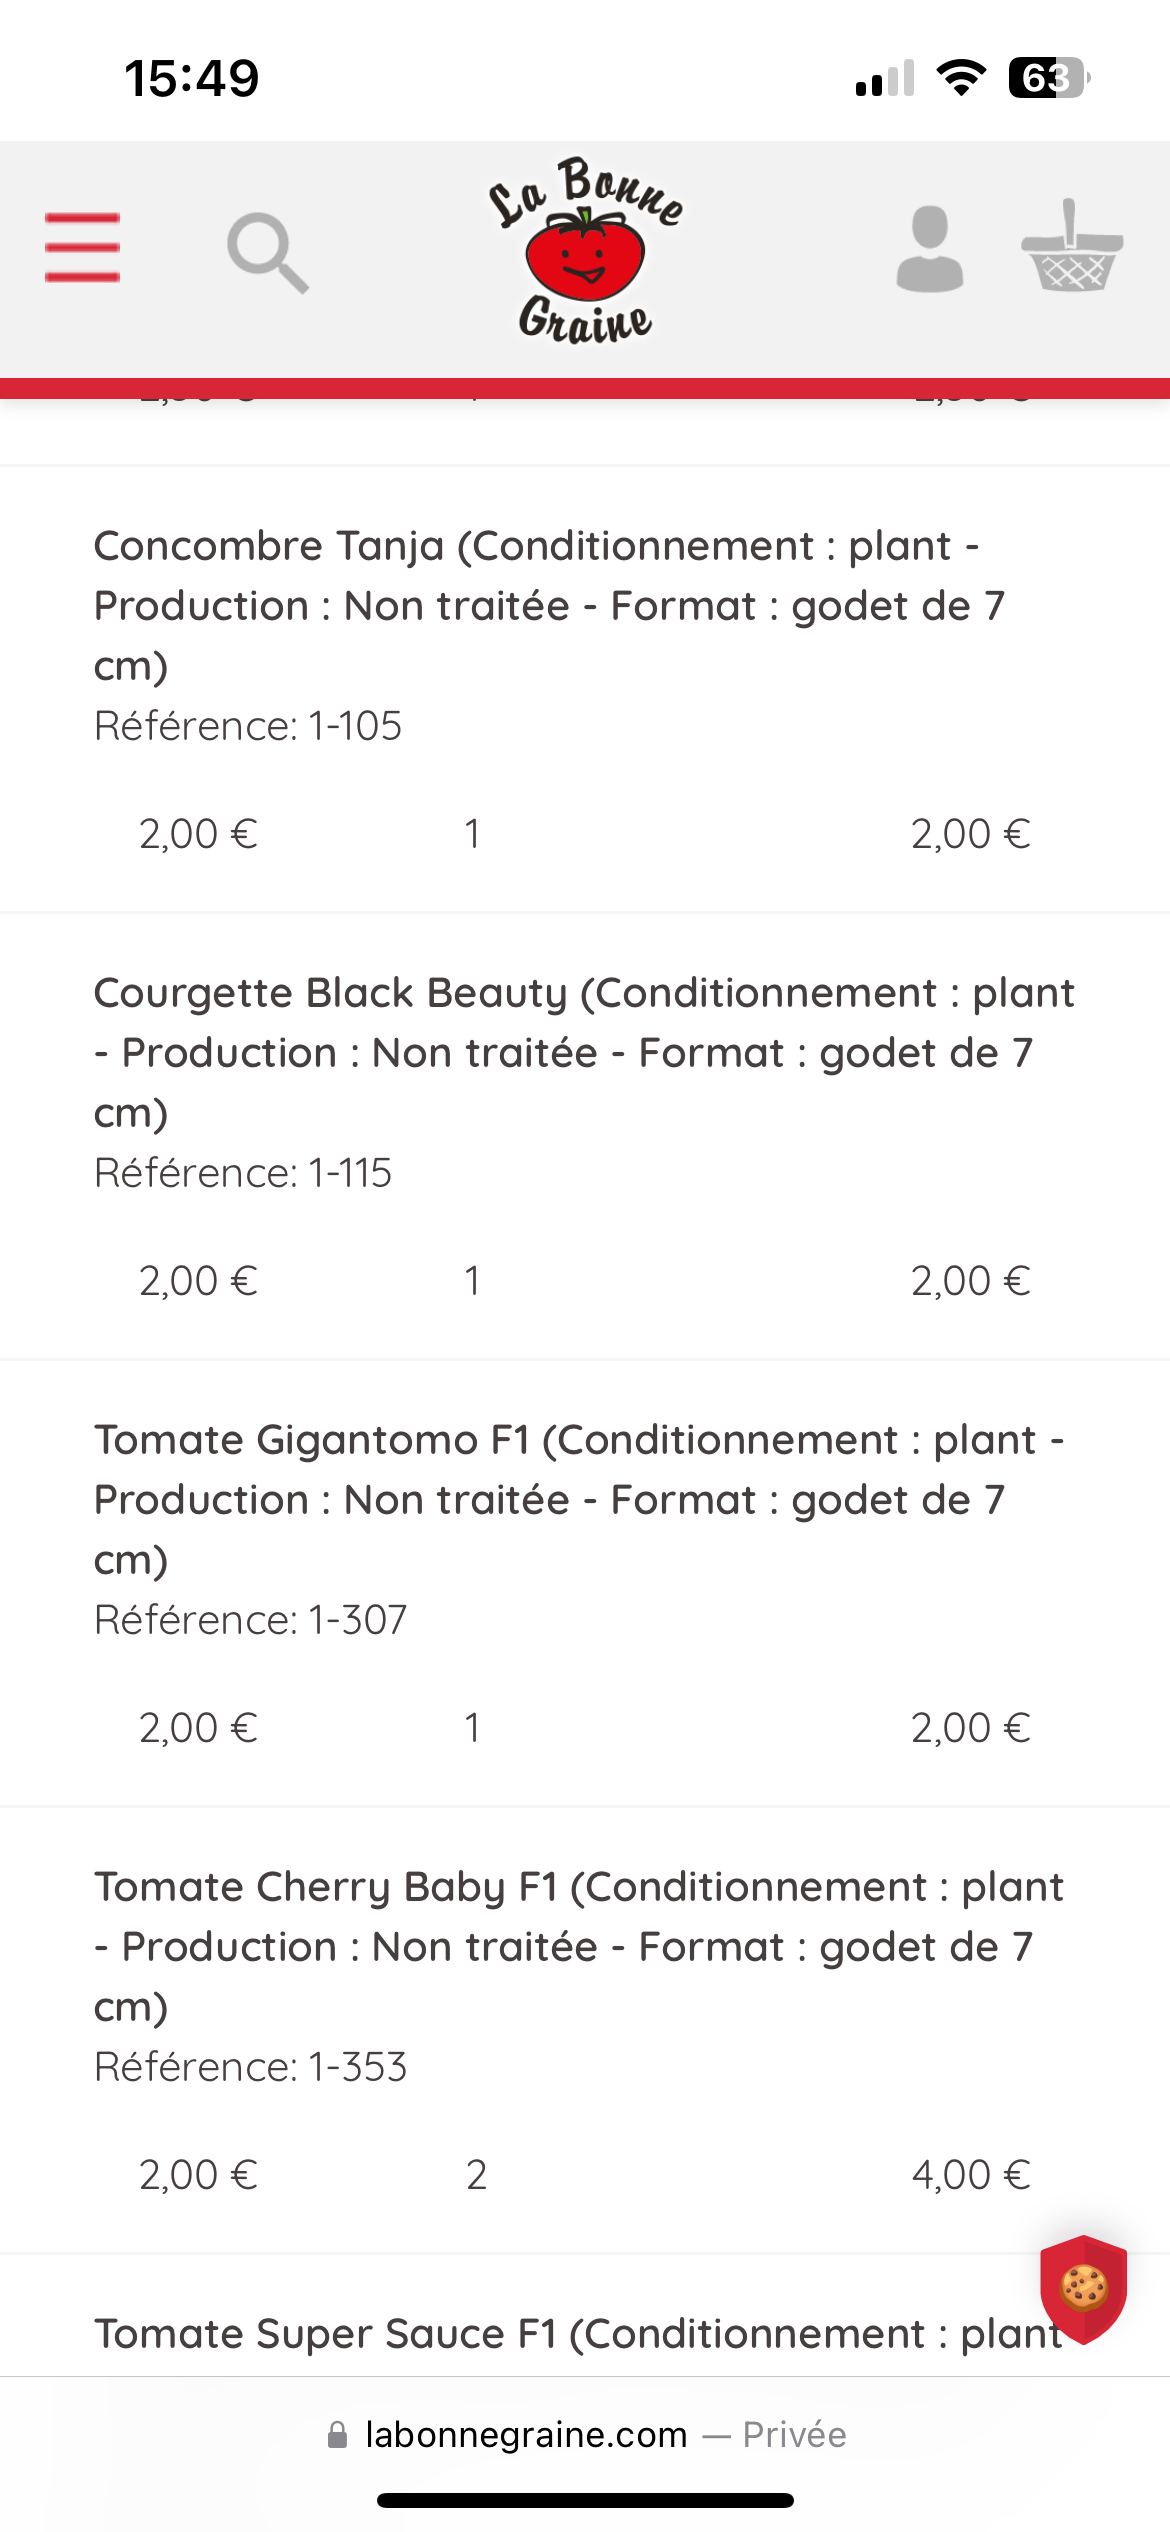 15:49
63
La Bonne
Graine
Concombre Tanja (Conditionnement : plant -
Production : Non traitée - Format : godet de 7
cm)
Référence: 1-105
2,00 € 1 2,00 €
Courgette Black Beauty (Conditionnement : plant
- Production : Non traitée - Format : godet de 7
cm)
Référence: 1-115
2,00 € 1 2,00 €
Tomate Gigantomo F1 (Conditionnement : plant -
Production : Non traitée - Format : godet de 7
cm)
Référence: 1-307
2,00 € 1 2,00 €
Tomate Cherry Baby F1 (Conditionnement : plant
- Production : Non traitée - Format : godet de 7
cm)
Référence: 1-353
2,00 € 2 4,00 €
Tomate Super Sauce F1 (Conditionnement : plant
labonnegraine.com — Privée